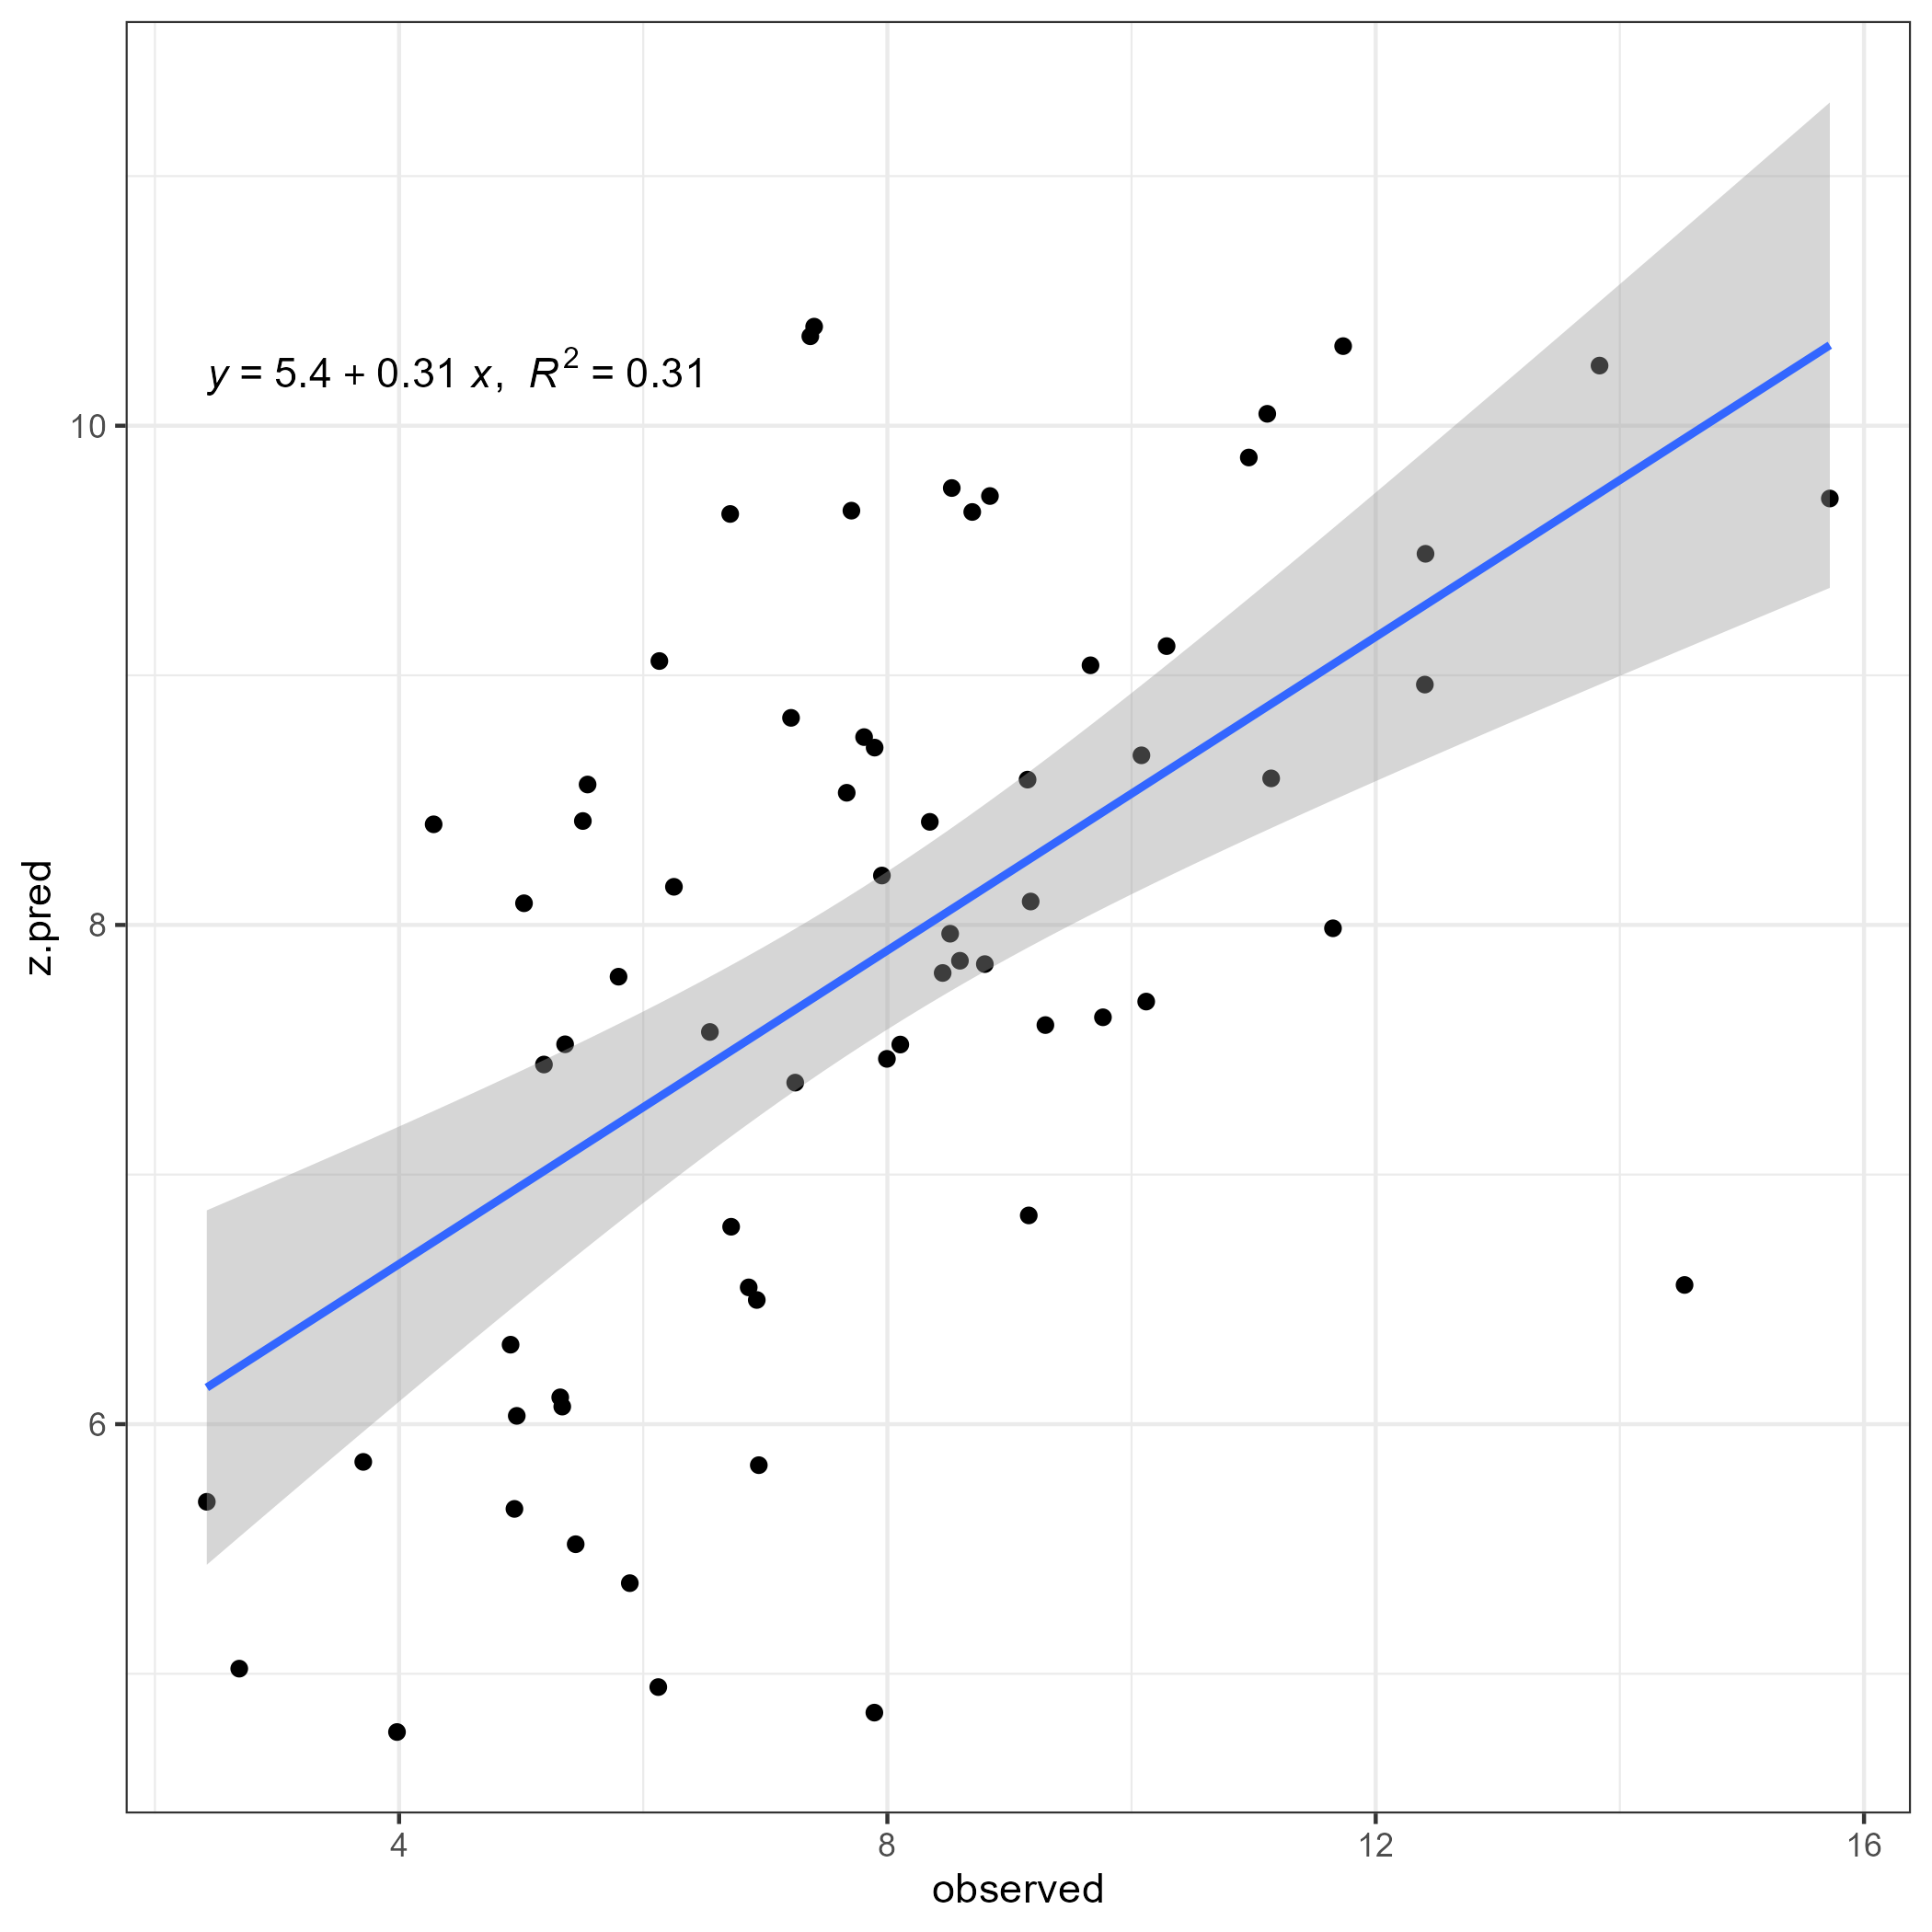 y = 5.4 + 0.31 x, R² = 0.31
10
8
6
z.pred
4 8 12 16
observed